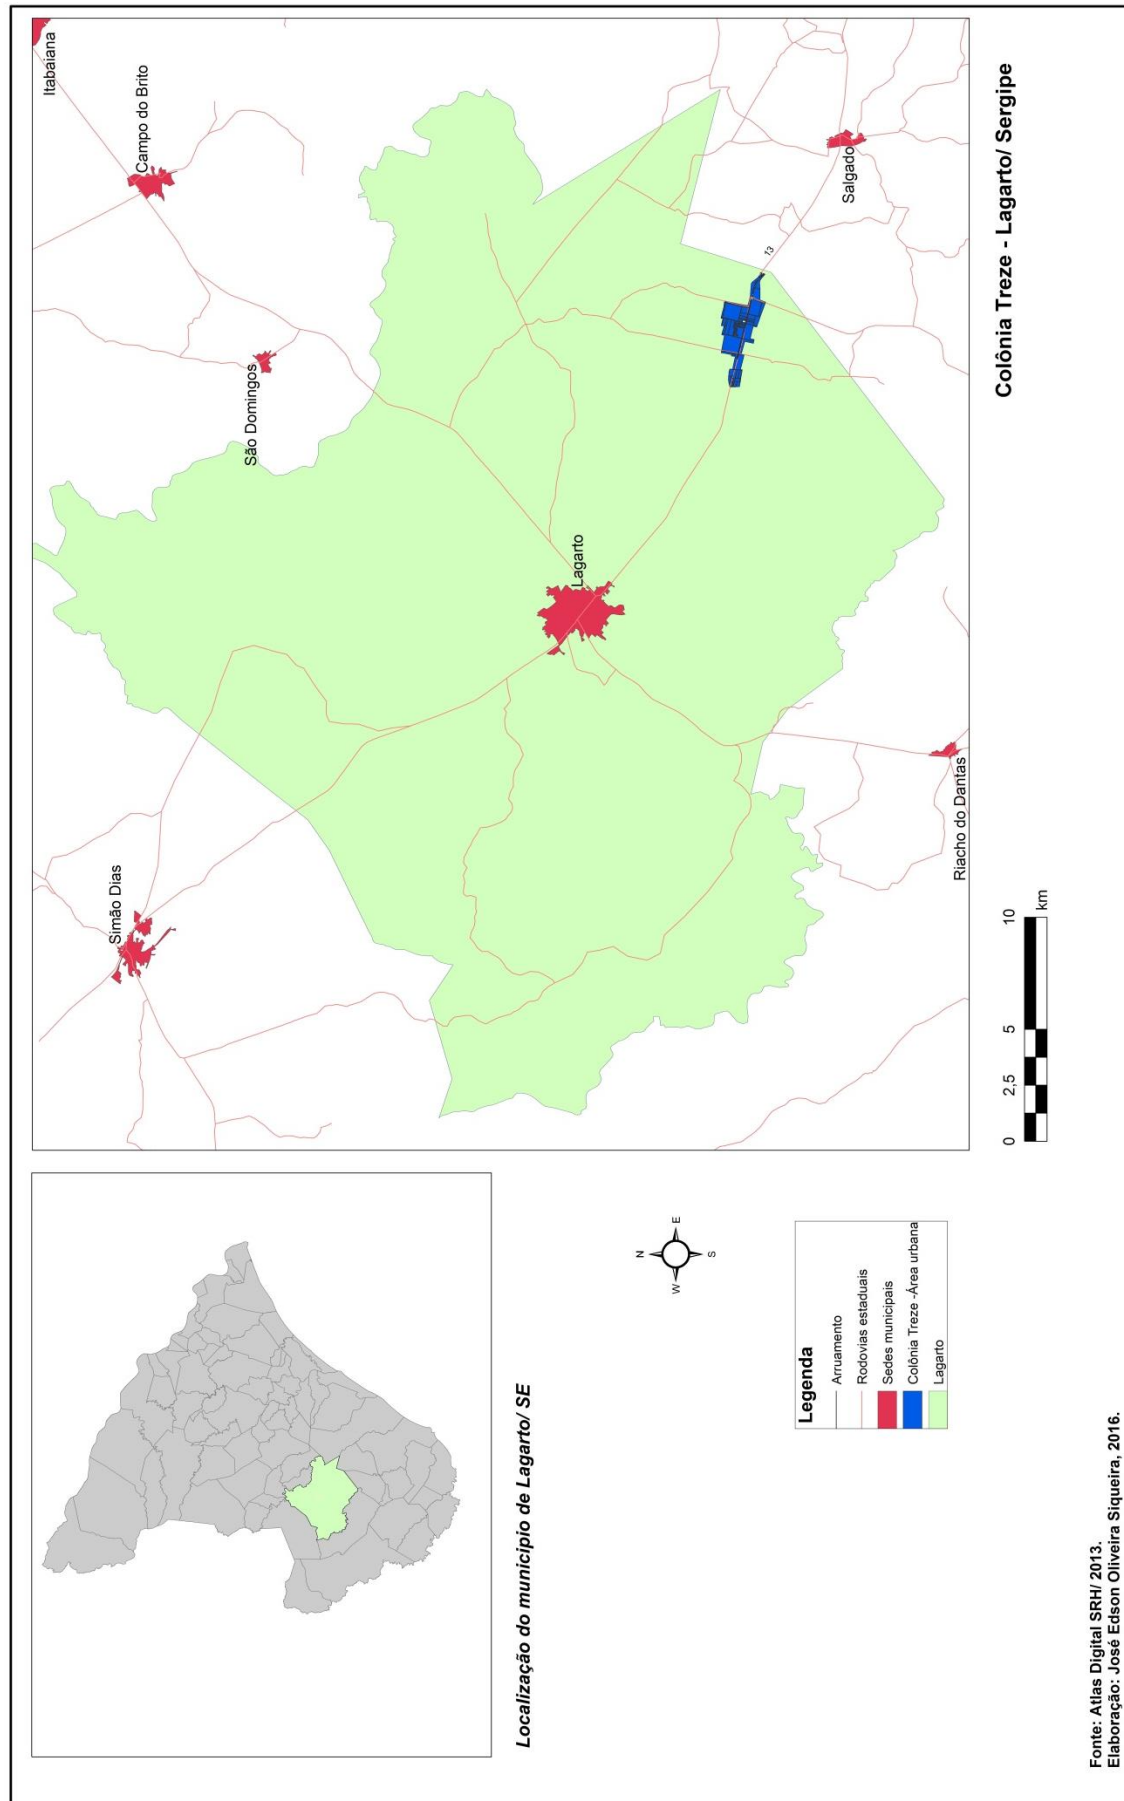 Itabaiana
Campo do Brito
São Domingos
Simão Dias
Lagarto
13
Salgado
Riacho do Dantas
Colônia Treze - Lagarto/ Sergipe
0 2,5 5 10
km
Localização do municipio de Lagarto/ SE
N
W E
S
Legenda
Arruamento
Rodovias estaduais
Sedes municipais
Colônia Treze -Área urbana
Lagarto
Fonte: Atlas Digital SRH/ 2013.
Elaboração: José Edson Oliveira Siqueira, 2016.